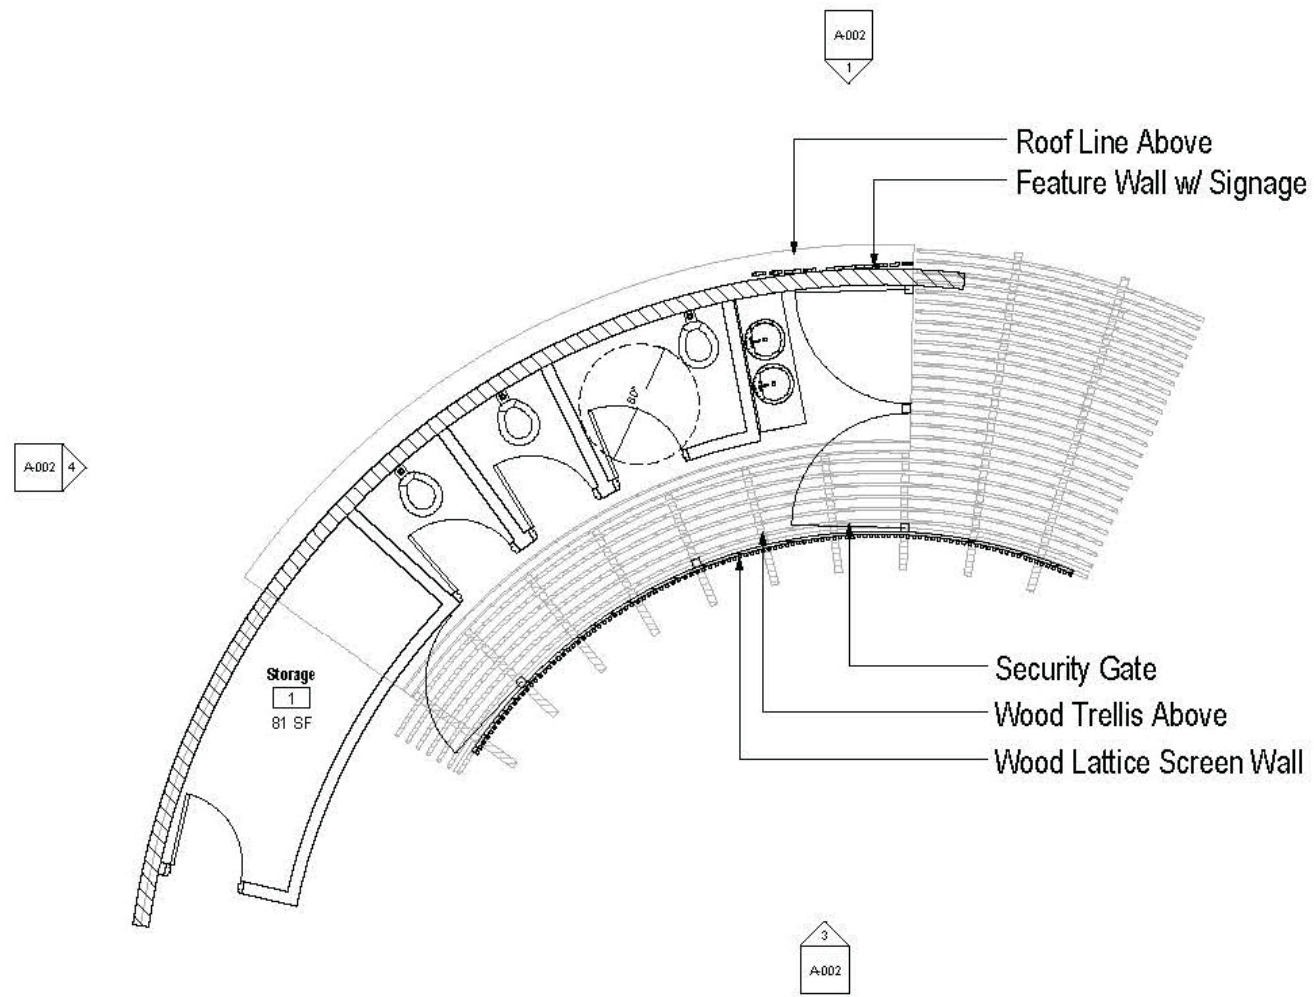 A-002
1
Roof Line Above
Feature Wall w/ Signage
A-002 4
Storage
1
81 SF
Security Gate
Wood Trellis Above
Wood Lattice Screen Wall
3
A-002